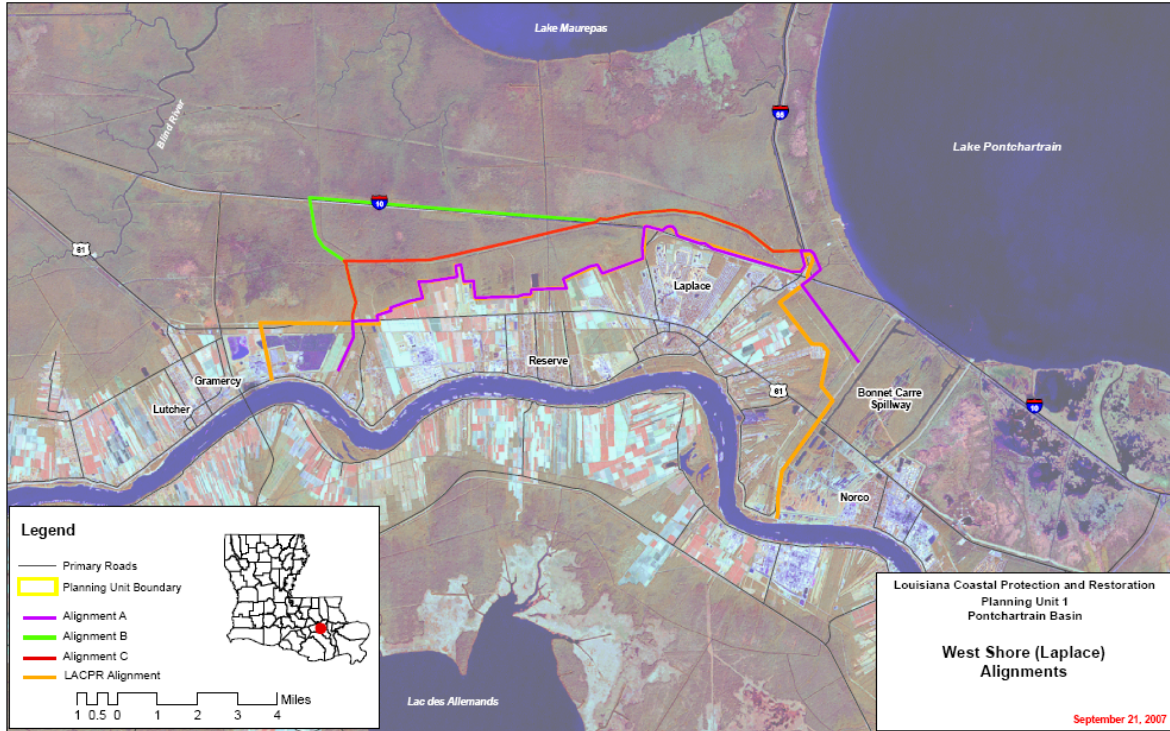 Lake Maurepas
Blind River
55
Lake Pontchartrain
10
61
Laplace
Reserve
Gramercy
Lutcher
61
Bonnet Carre
Spillway
10
Norco
Lac des Allemands
Legend
Primary Roads
Planning Unit Boundary
Alignment A
Alignment B
Alignment C
LACPR Alignment
1 0.5 0 1 2 3 4 Miles
Louisiana Coastal Protection and Restoration
Planning Unit 1
Pontchartrain Basin
West Shore (Laplace)
Alignments
September 21, 2007